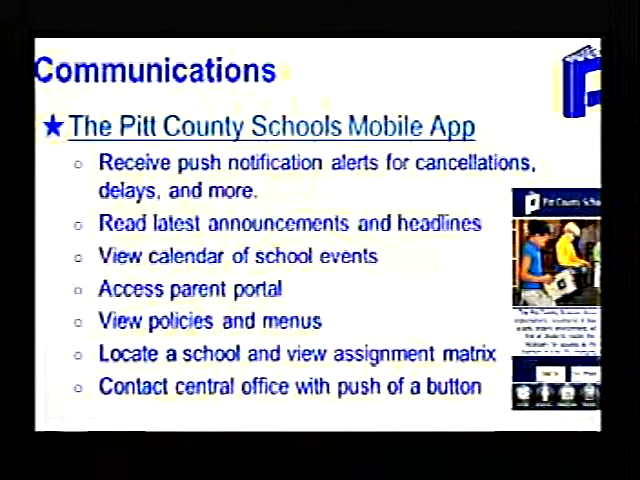 Communications
★ The Pitt County Schools Mobile App
○ Receive push notification alerts for cancellations,
delays, and more.
○ Read latest announcements and headlines
○ View calendar of school events
○ Access parent portal
○ View policies and menus
○ Locate a school and view assignment matrix
○ Contact central office with push of a button
Pitt County Scho